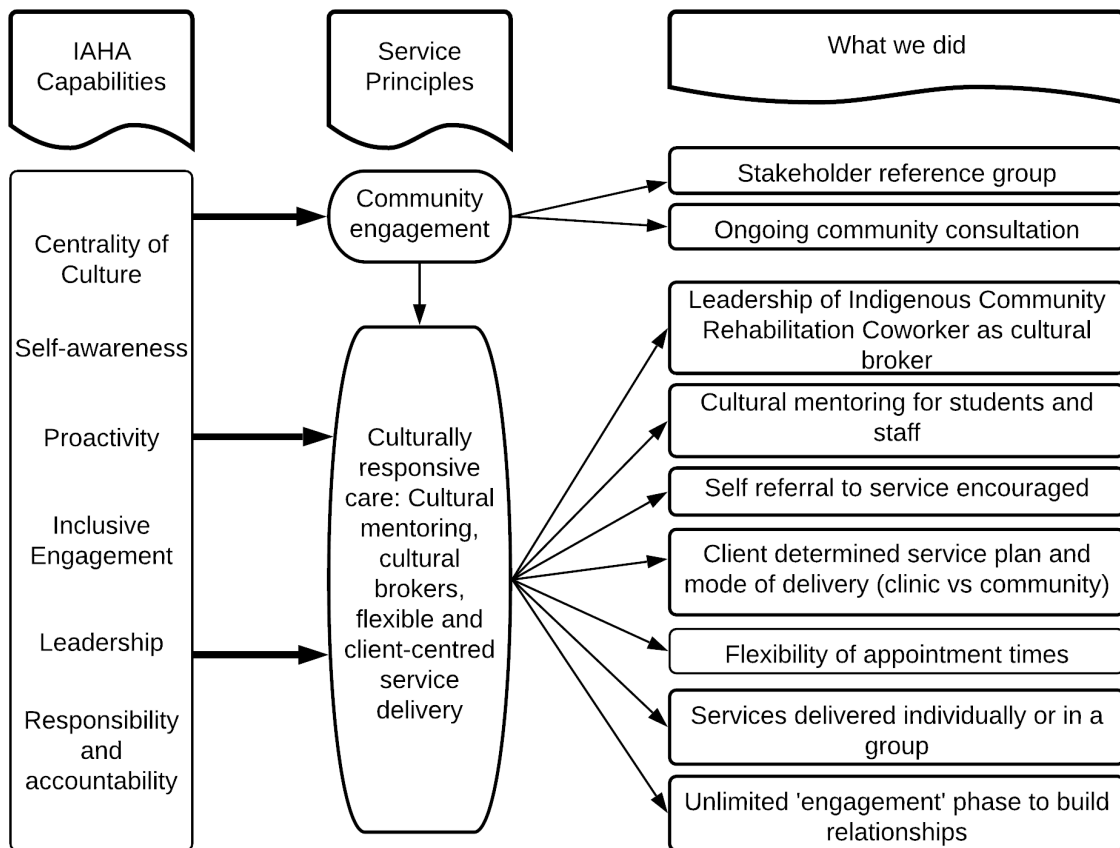 IAHA
Capabilities
Service
Principles
What we did
Centrality of
Culture
Self-awareness
Proactivity
Inclusive
Engagement
Leadership
Responsibility
and
accountability
Community
engagement
Culturally
responsive
care: Cultural
mentoring,
cultural
brokers,
flexible and
client-centred
service
delivery
Stakeholder reference group
Ongoing community consultation
Leadership of Indigenous Community
Rehabilitation Coworker as cultural
broker
Cultural mentoring for students and
staff
Self referral to service encouraged
Client determined service plan and
mode of delivery (clinic vs community)
Flexibility of appointment times
Services delivered individually or in a
group
Unlimited 'engagement' phase to build
relationships